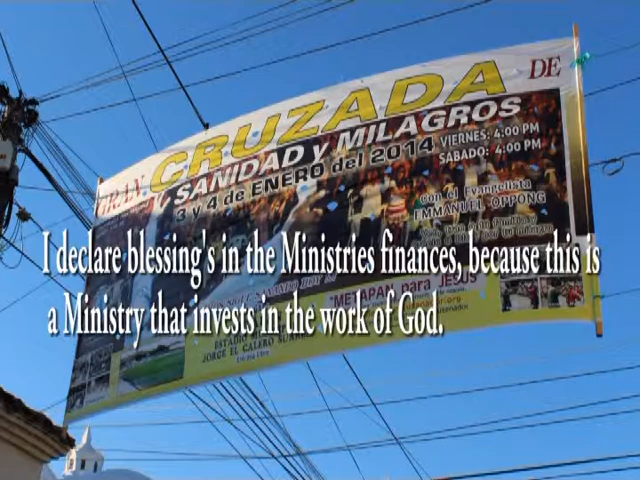 GRAN CRUZADA DE
SANIDAD y MILAGROS
3 y 4 de ENERO del 2014
VIERNES: 4:00 PM
SABADO: 4:00 PM
con el Evangelista
EMMANUEL OPPONG
I declare blessing's in the Ministries finances, because this is
a Ministry that invests in the work of God.
"METAPAN para JESUS"
ESTADIO
JORGE EL CALERO SUAREZ